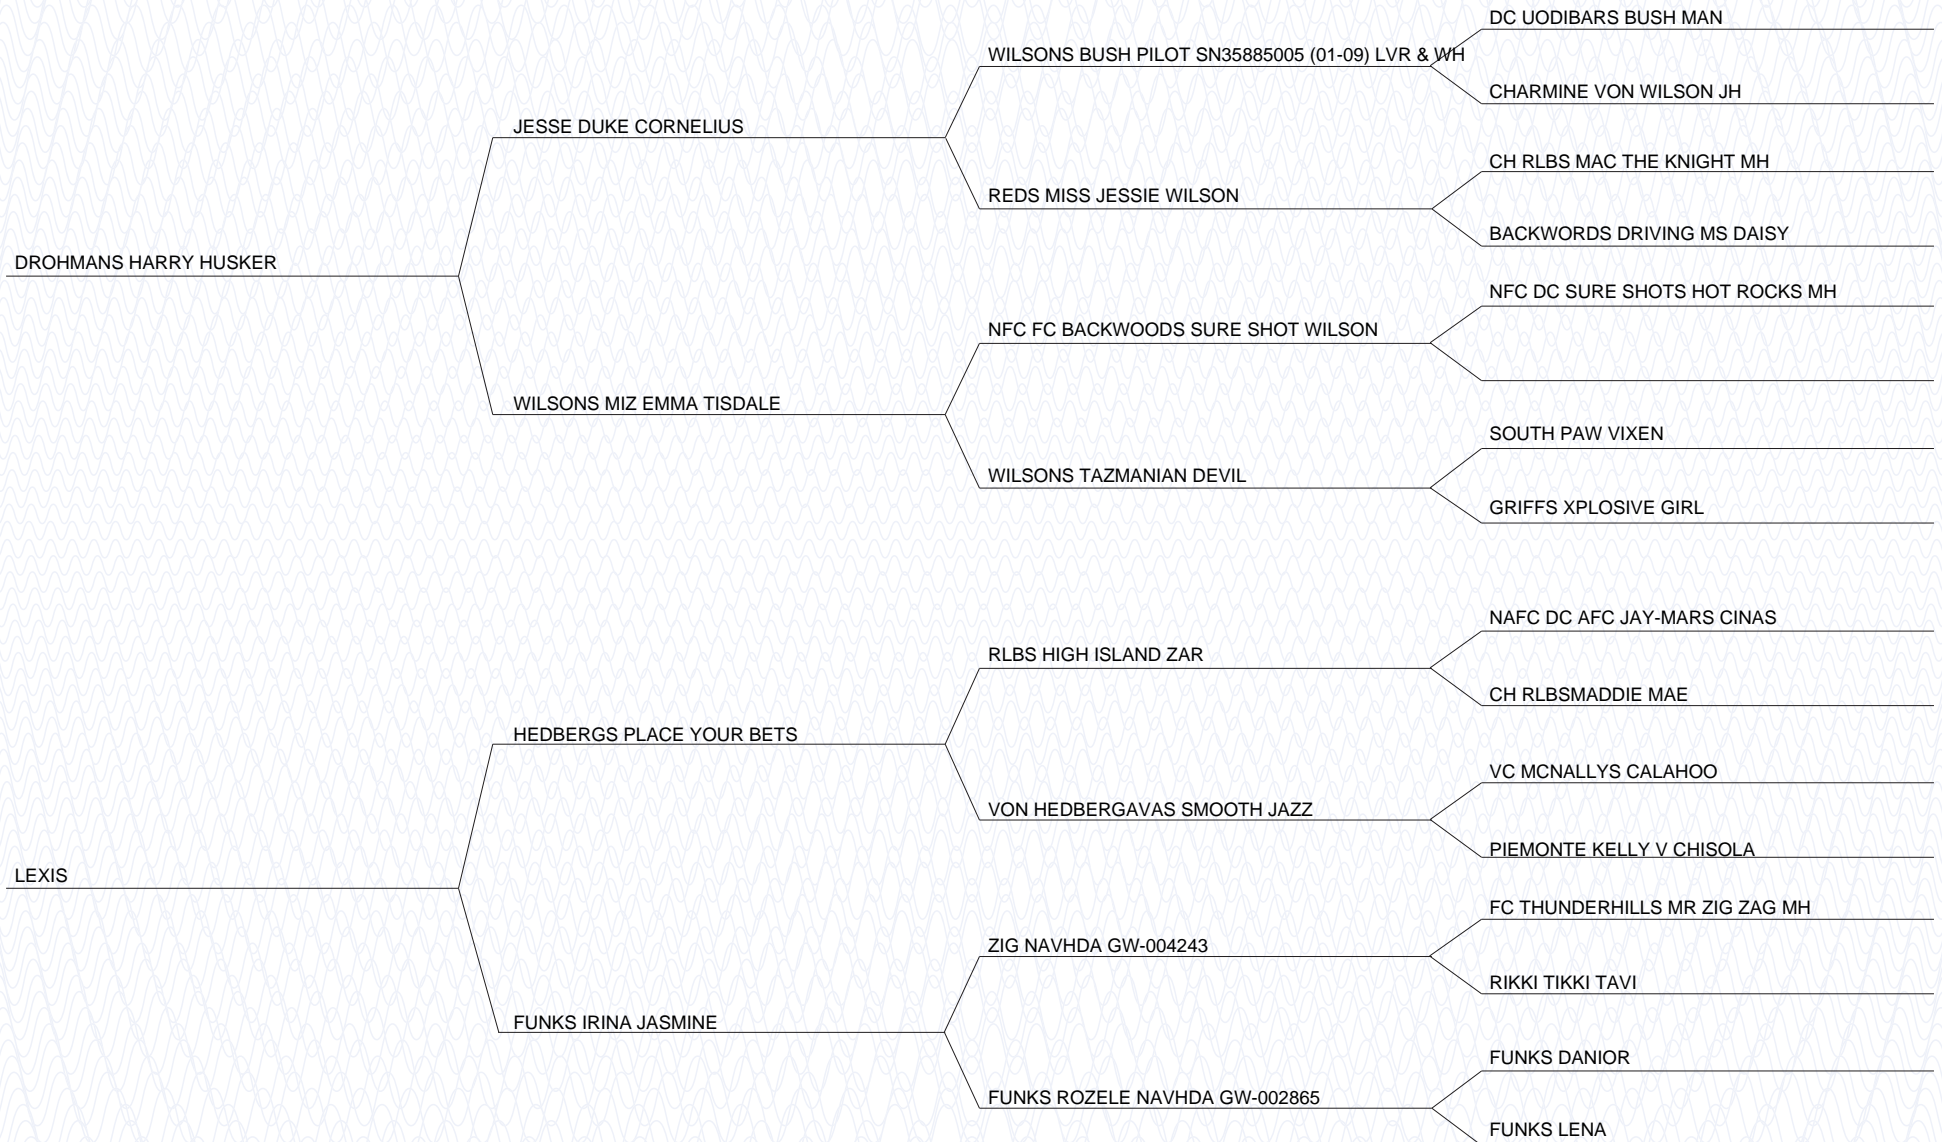 DC UODIBARS BUSH MAN
WILSONS BUSH PILOT SN35885005 (01-09) LVR & WH
CHARMINE VON WILSON JH
JESSE DUKE CORNELIUS
CH RLBS MAC THE KNIGHT MH
REDS MISS JESSIE WILSON
BACKWORDS DRIVING MS DAISY
DROHMANS HARRY HUSKER
NFC DC SURE SHOTS HOT ROCKS MH
NFC FC BACKWOODS SURE SHOT WILSON
WILSONS MIZ EMMA TISDALE
SOUTH PAW VIXEN
WILSONS TAZMANIAN DEVIL
GRIFFS XPLOSIVE GIRL
NAFC DC AFC JAY-MARS CINAS
RLBS HIGH ISLAND ZAR
CH RLBSMADDIE MAE
HEDBERGS PLACE YOUR BETS
VC MCNALLYS CALAHOO
VON HEDBERGAVAS SMOOTH JAZZ
PIEMONTE KELLY V CHISOLA
LEXIS
FC THUNDERHILLS MR ZIG ZAG MH
ZIG NAVHDA GW-004243
RIKKI TIKKI TAVI
FUNKS IRINA JASMINE
FUNKS DANIOR
FUNKS ROZELE NAVHDA GW-002865
FUNKS LENA